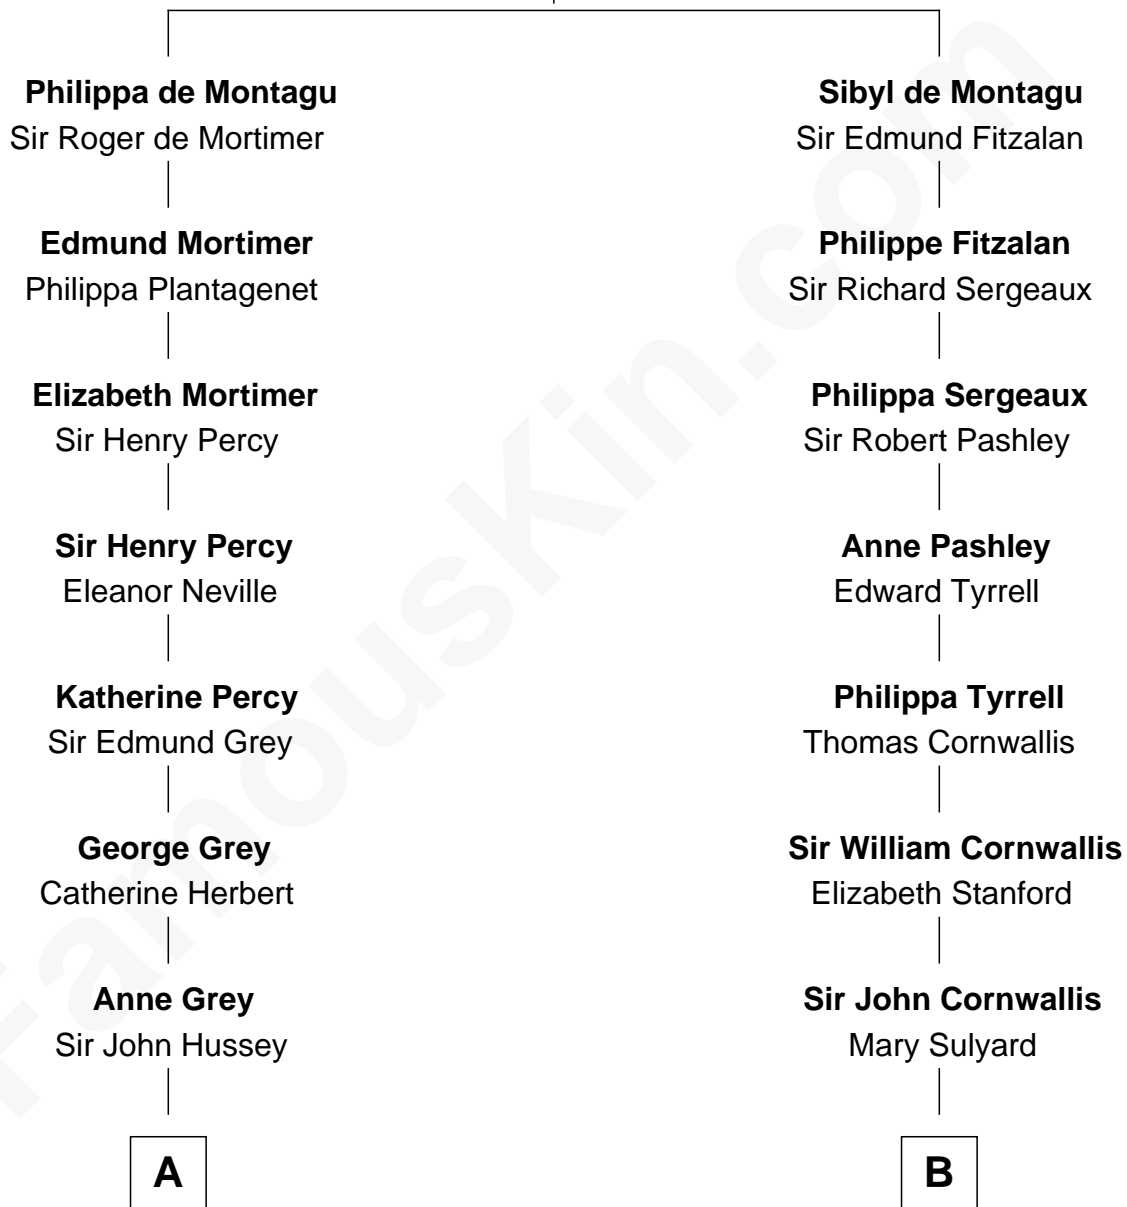 Philippa de Montagu
Sir Roger de Mortimer
Edmund Mortimer
Philippa Plantagenet
Elizabeth Mortimer
Sir Henry Percy
Sir Henry Percy
Eleanor Neville
Katherine Percy
Sir Edmund Grey
George Grey
Catherine Herbert
Anne Grey
Sir John Hussey
A
Sibyl de Montagu
Sir Edmund Fitzalan
Philippe Fitzalan
Sir Richard Sergeaux
Philippa Sergeaux
Sir Robert Pashley
Anne Pashley
Edward Tyrrell
Philippa Tyrrell
Thomas Cornwallis
Sir William Cornwallis
Elizabeth Stanford
Sir John Cornwallis
Mary Sulyard
B
FamousKin.com